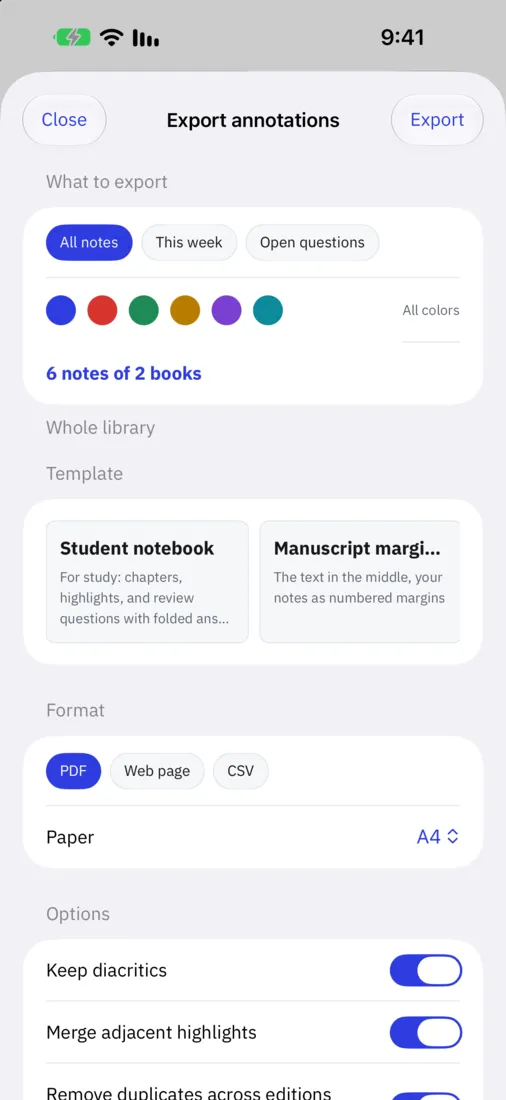 9:41
Close
Export annotations
Export
What to export
All notes
This week
Open questions
All colors
6 notes of 2 books
Whole library
Template
Student notebook
For study: chapters,
highlights, and review
questions with folded ans...
Manuscript margi...
The text in the middle, your
notes as numbered margins
Format
PDF
Web page
CSV
Paper
A4
Options
Keep diacritics
Merge adjacent highlights
Remove duplicates across editions